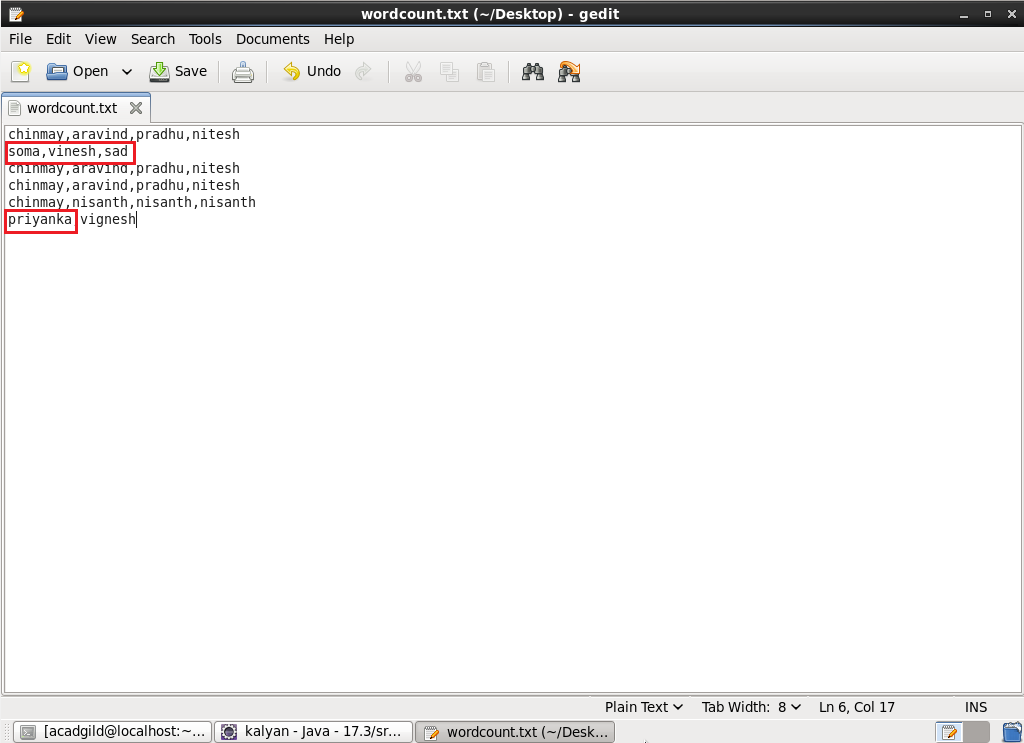 wordcount.txt (~/Desktop) - gedit
File Edit View Search Tools Documents Help
Open Save Undo
wordcount.txt
chinmay,aravind,pradhu,nitesh
soma,vinesh,sad
chinmay,aravind,pradhu,nitesh
chinmay,aravind,pradhu,nitesh
chinmay,nisanth,nisanth,nisanth
priyanka vignesh
Plain Text Tab Width: 8 Ln 6, Col 17 INS
[acadgild@localhost:~... kalyan - Java - 17.3/sr... wordcount.txt (~/Desk...